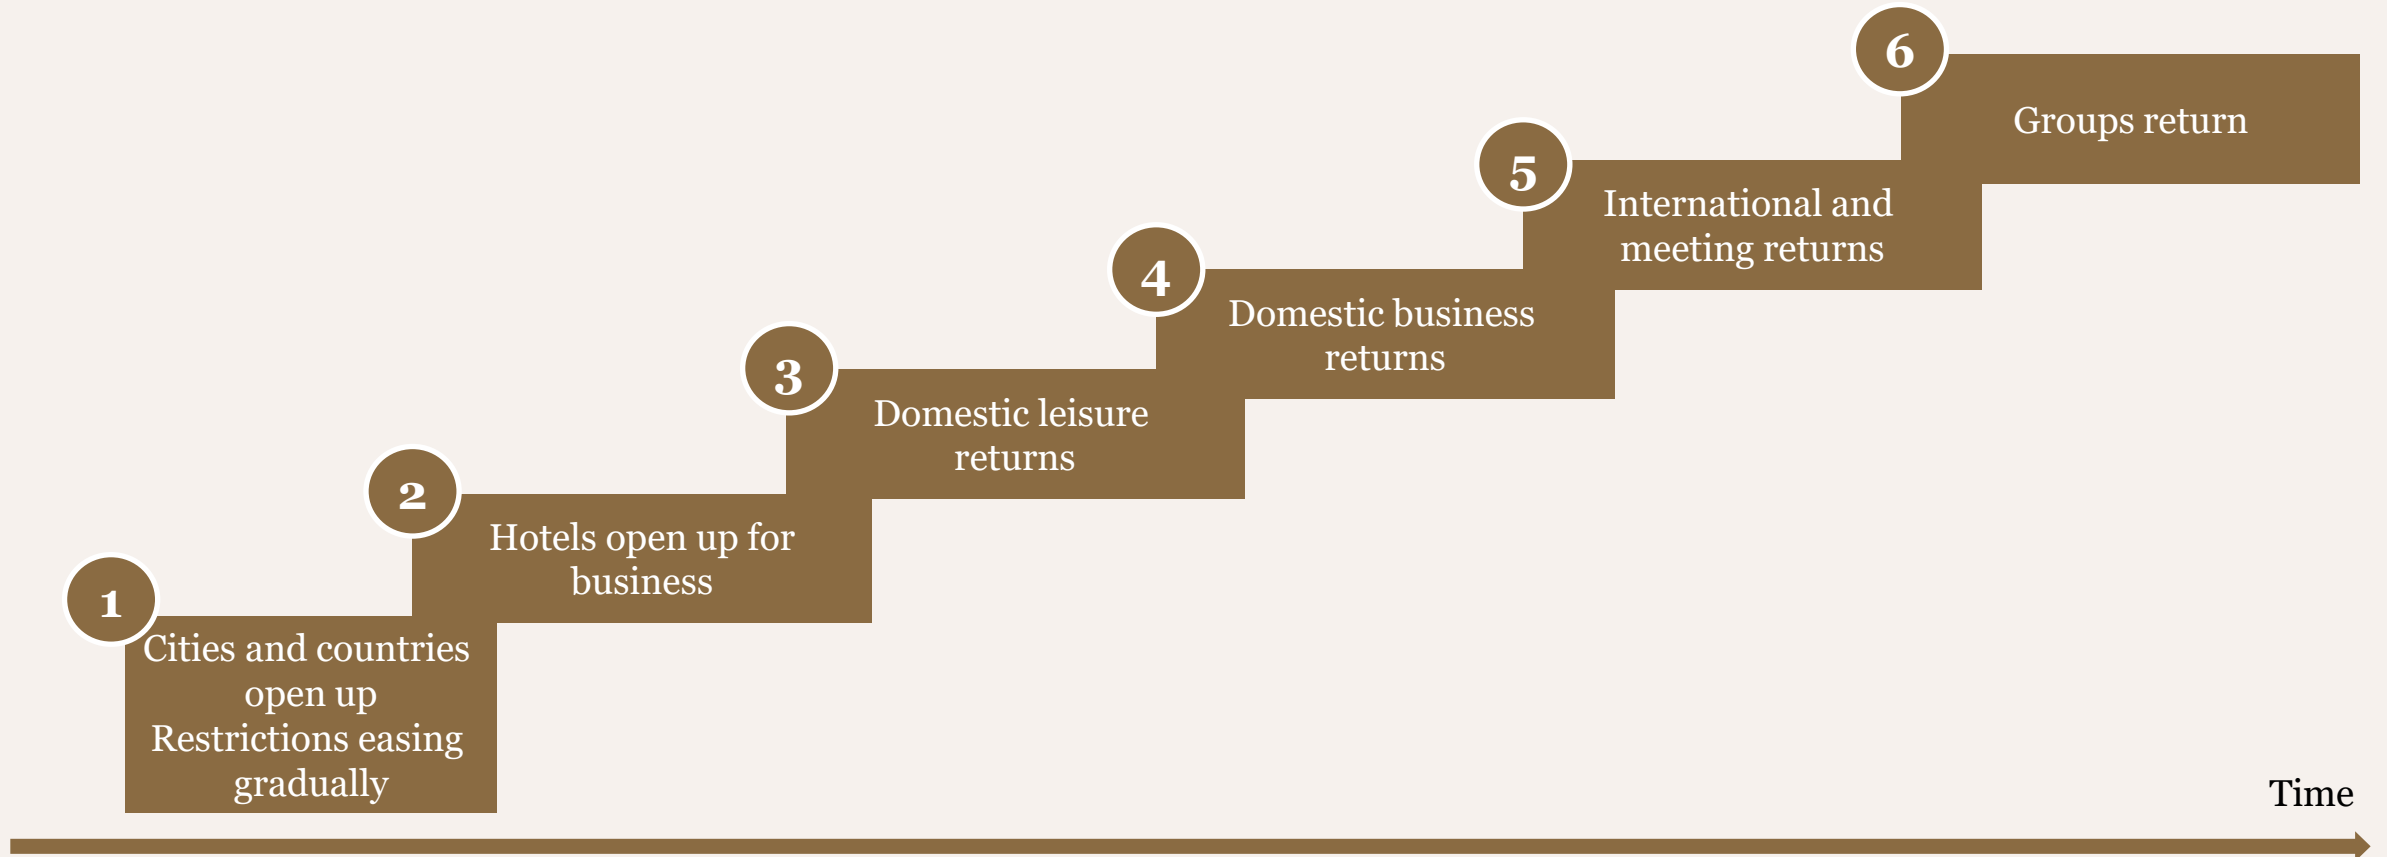 1
Cities and countries
open up
Restrictions easing
gradually
2
Hotels open up for
business
3
Domestic leisure
returns
4
Domestic business
returns
5
International and
meeting returns
6
Groups return
Time